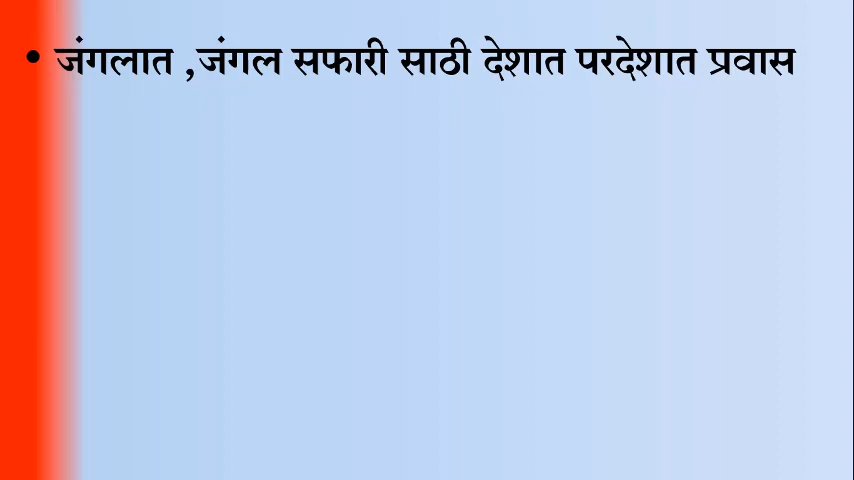 • जंगलात ,जंगल सफारी साठी देशात परदेशात प्रवास